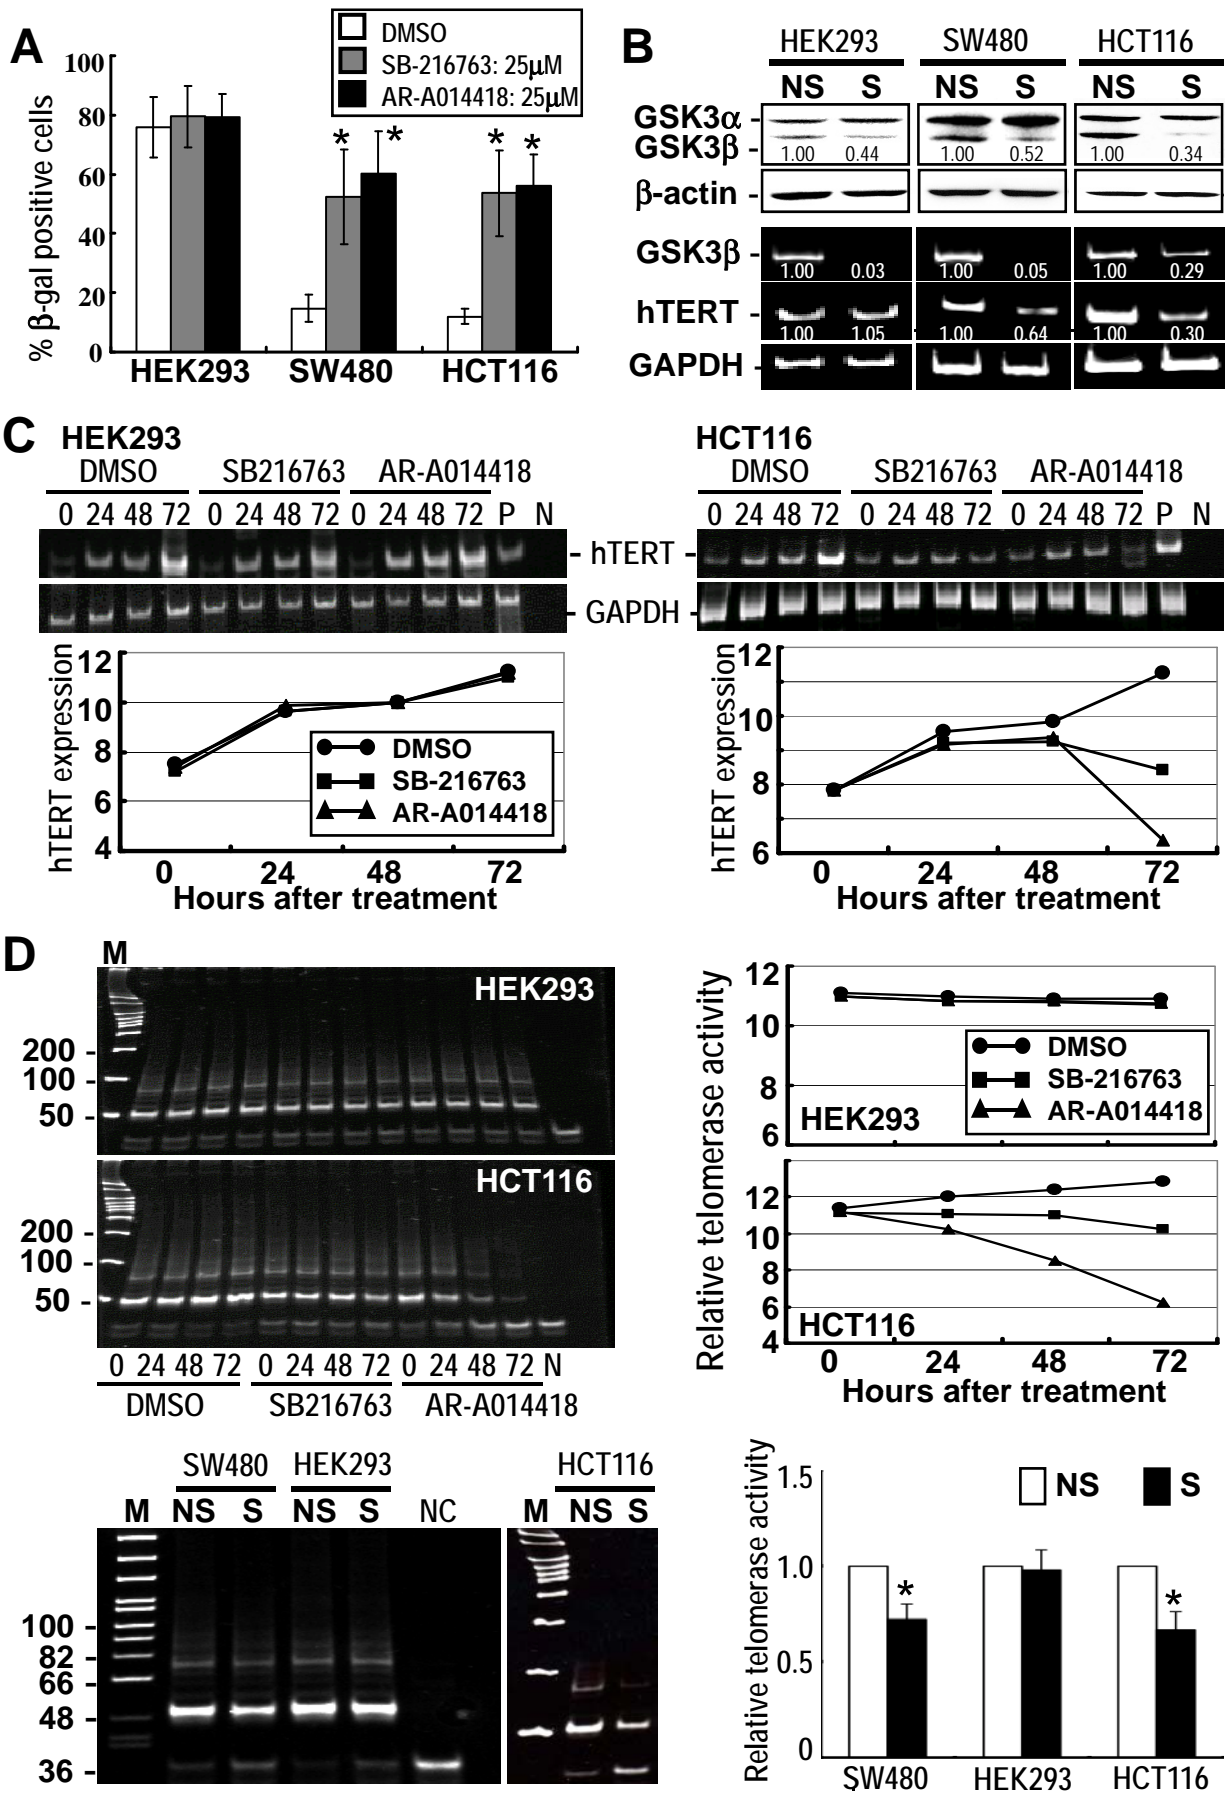 A
DMSO
SB-216763: 25μM
AR-A014418: 25μM
% β-gal positive cells
100
80
60
40
20
0
* * * *
HEK293 SW480 HCT116
B
HEK293 SW480 HCT116
NS S NS S NS S
GSK3α -
GSK3β -
1.00 0.44 1.00 0.52 1.00 0.34
β-actin -
GSK3β -
1.00 0.03 1.00 0.05 1.00 0.29
hTERT -
1.00 1.05 1.00 0.64 1.00 0.30
GAPDH -
C
HEK293
DMSO SB216763 AR-A014418
0 24 48 72 0 24 48 72 0 24 48 72 P N
HCT116
DMSO SB216763 AR-A014418
0 24 48 72 0 24 48 72 0 24 48 72 P N
- hTERT -
- GAPDH -
hTERT expression
12
10
8
6
4
DMSO
SB-216763
AR-A014418
0 24 48 72
Hours after treatment
hTERT expression
12
10
8
6
0 24 48 72
Hours after treatment
D
M
HEK293
200 -
100 -
50 -
HCT116
200 -
100 -
50 -
0 24 48 72 0 24 48 72 0 24 48 72 N
DMSO SB216763 AR-A014418
Relative telomerase activity
12
10
8
6
DMSO
SB-216763
AR-A014418
HEK293
12
10
8
6
4
HCT116
0 24 48 72
Hours after treatment
SW480 HEK293
M NS S NS S NC
HCT116
M NS S
100 -
82 -
66 -
48 -
36 -
Relative telomerase activity
1.5
1.0
0.5
0
NS S
* *
SW480 HEK293 HCT116